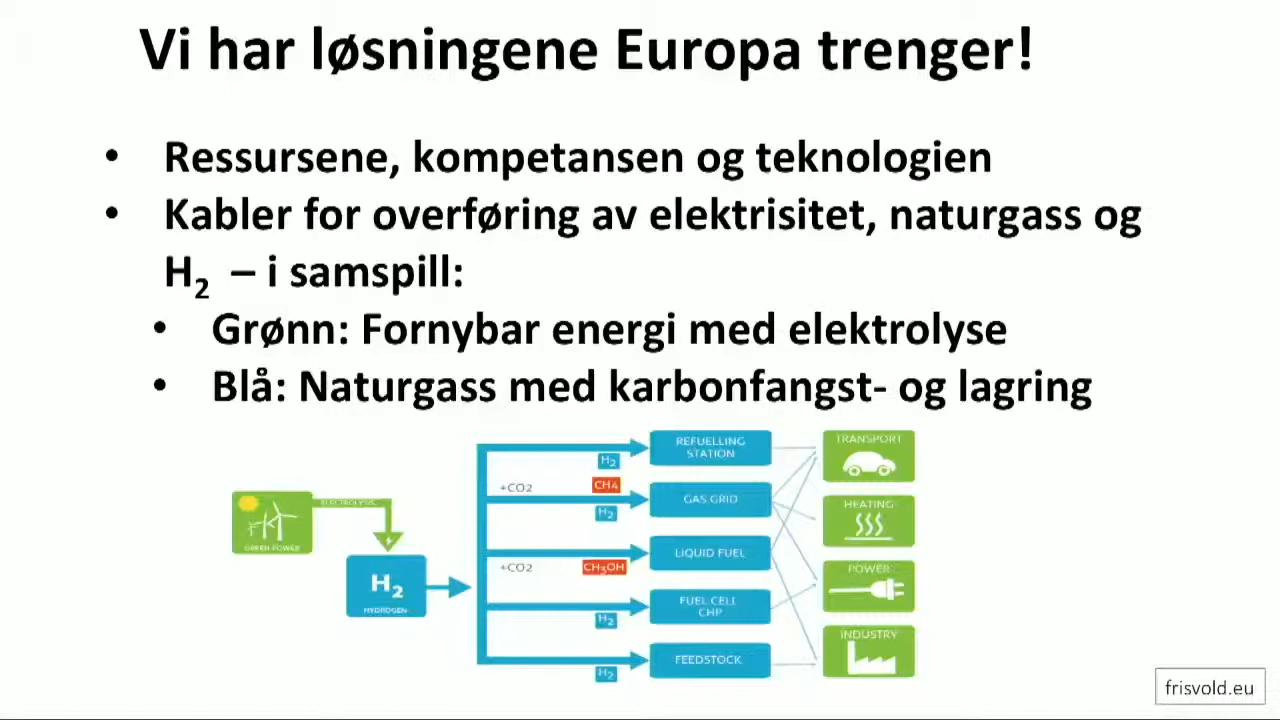 Vi har løsningene Europa trenger!
• Ressursene, kompetansen og teknologien
• Kabler for overføring av elektrisitet, naturgass og
H₂ – i samspill:
• Grønn: Fornybar energi med elektrolyse
• Blå: Naturgass med karbonfangst- og lagring
GREEN POWER
ELECTROLYSIS
H₂
HYDROGEN
H₂
+CO2
CH4
H₂
+CO2
CH₃OH
H₂
H₂
REFUELLING
STATION
GAS GRID
LIQUID FUEL
FUEL CELL
CHP
FEEDSTOCK
TRANSPORT
HEATING
POWER
INDUSTRY
frisvold.eu